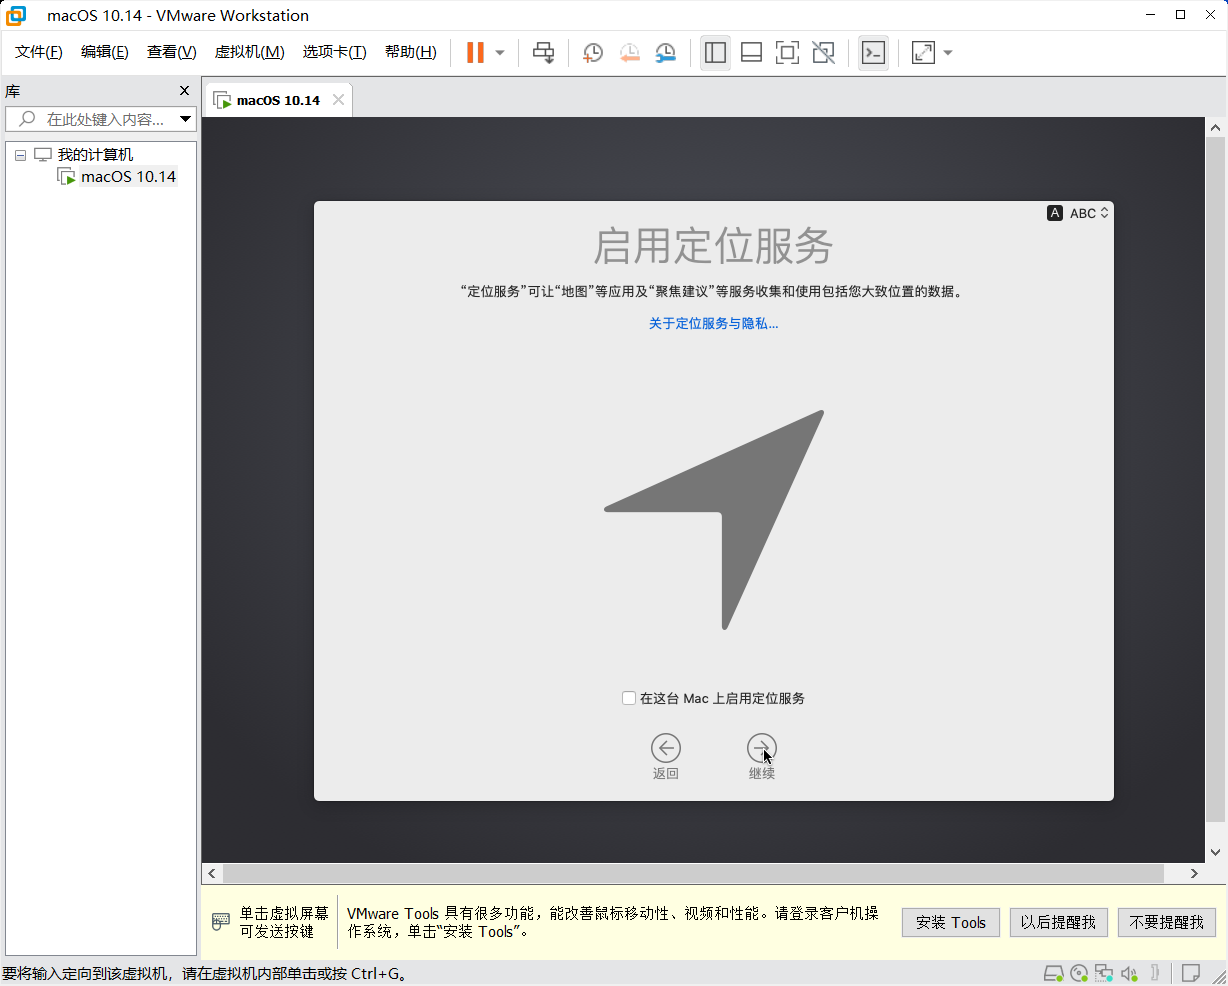 macOS 10.14 - VMware Workstation
文件(F) 编辑(E) 查看(V) 虚拟机(M) 选项卡(T) 帮助(H)
库
在此处键入内容...
我的计算机
macOS 10.14
macOS 10.14
A ABC
启用定位服务
“定位服务”可让“地图”等应用及“聚焦建议”等服务收集和使用包括您大致位置的数据。
关于定位服务与隐私...
在这台 Mac 上启用定位服务
返回 继续
单击虚拟屏幕
可发送按键
VMware Tools 具有很多功能，能改善鼠标移动性、视频和性能。请登录客户机操
作系统，单击“安装 Tools”。
安装 Tools 以后提醒我 不要提醒我
要将输入定向到该虚拟机，请在虚拟机内部单击或按 Ctrl+G。